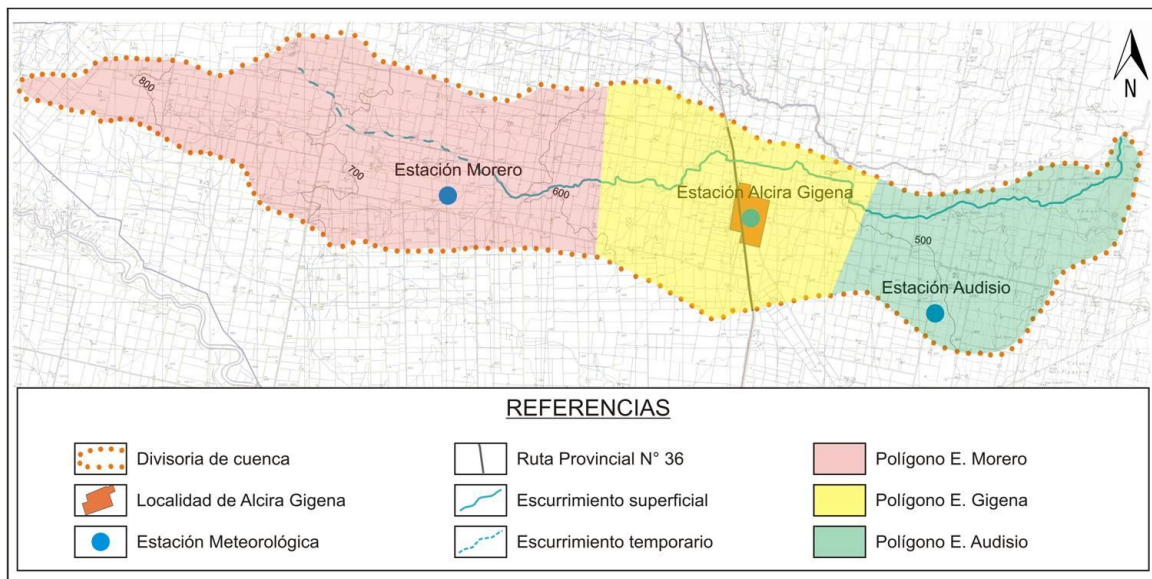 N
800
Estación Morero
700
600
Estación Alcira Gigena
500
Estación Audisio
REFERENCIAS
Divisoria de cuenca
Ruta Provincial N° 36
Polígono E. Morero
Localidad de Alcira Gigena
Escurrimiento superficial
Polígono E. Gigena
Estación Meteorológica
Escurrimiento temporario
Polígono E. Audisio